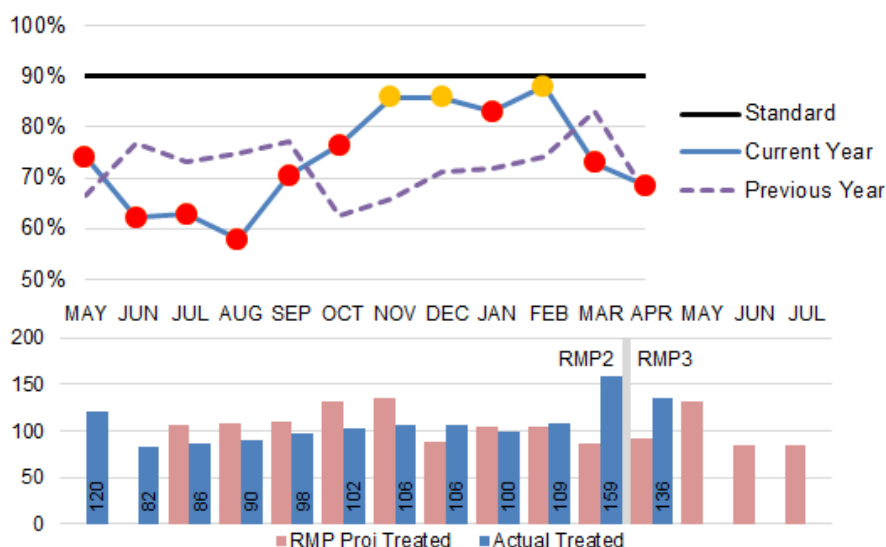 100%
90%
80%
70%
60%
50%
Standard
Current Year
Previous Year
MAY JUN JUL AUG SEP OCT NOV DEC JAN FEB MAR APR MAY JUN JUL
200
150
100
50
0
RMP2 RMP3
120 82 86 90 98 102 106 106 100 109 159 136
RMP Proj Treated Actual Treated